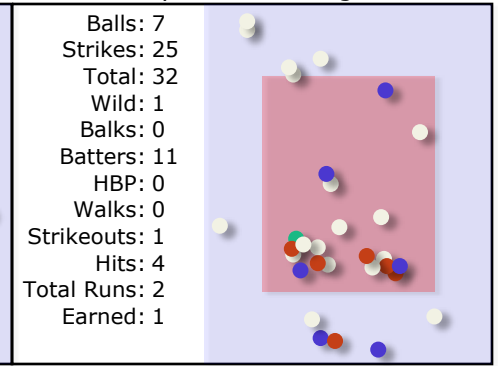 Balls: 7
Strikes: 25
Total: 32
Wild: 1
Balks: 0
Batters: 11
HBP: 0
Walks: 0
Strikeouts: 1
Hits: 4
Total Runs: 2
Earned: 1